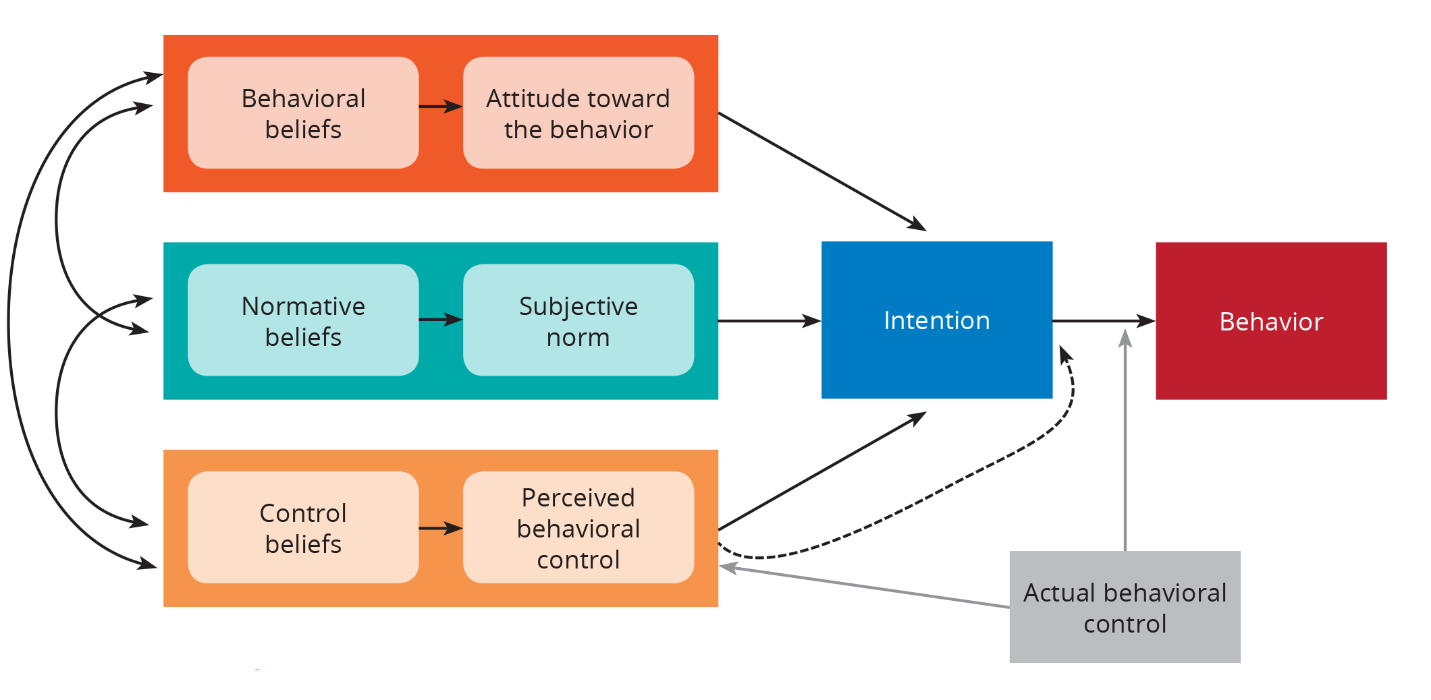 Behavioral
beliefs
Attitude toward
the behavior
Normative
beliefs
Subjective
norm
Intention
Behavior
Control
beliefs
Perceived
behavioral
control
Actual behavioral
control